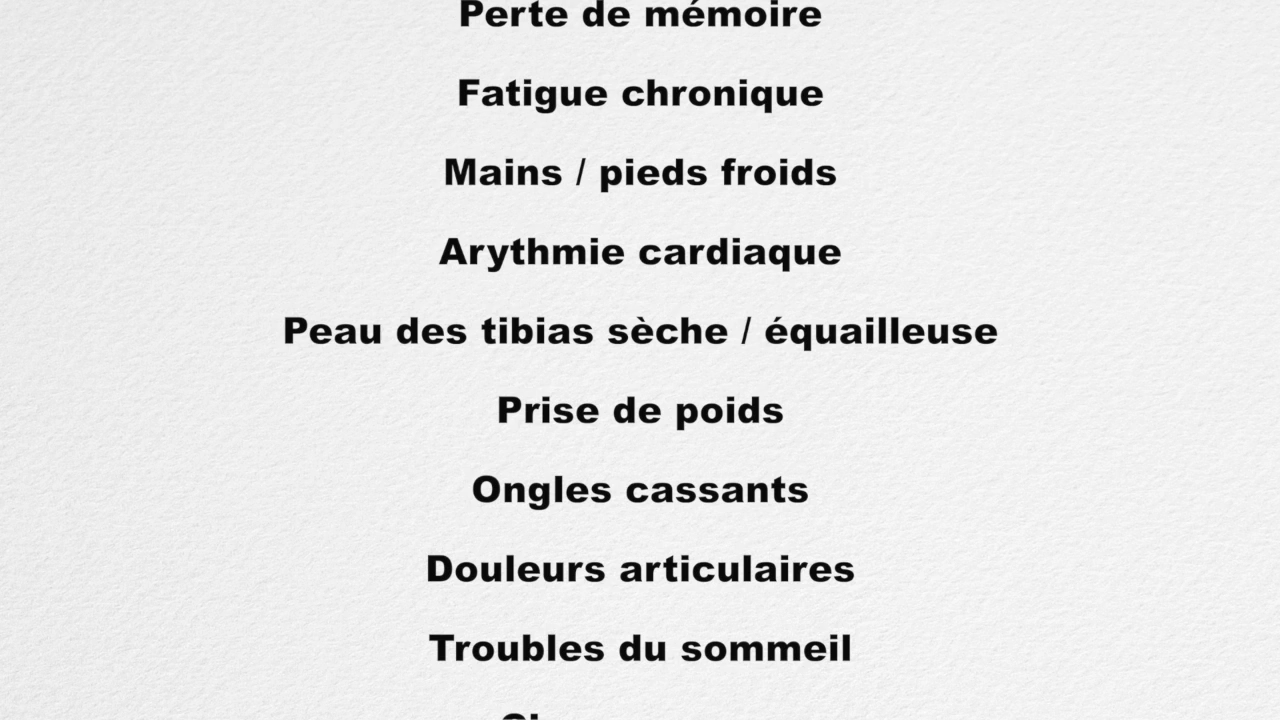 Perte de mémoire
Fatigue chronique
Mains / pieds froids
Arythmie cardiaque
Peau des tibias sèche / équailleuse
Prise de poids
Ongles cassants
Douleurs articulaires
Troubles du sommeil